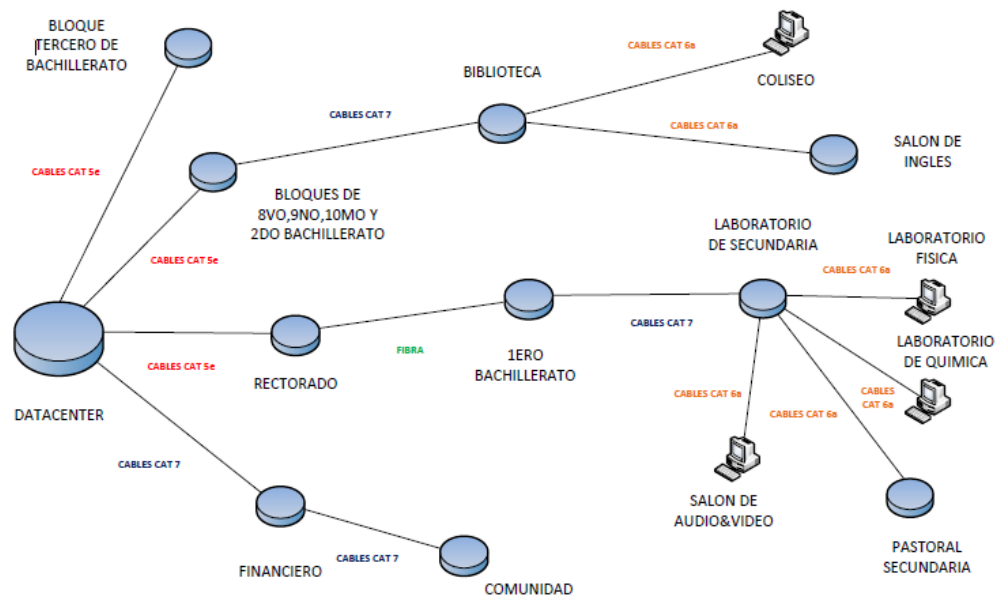 BLOQUE
TERCERO DE
BACHILLERATO
CABLES CAT 6a
COLISEO
BIBLIOTECA
CABLES CAT 7
CABLES CAT 6a
SALON DE
INGLES
CABLES CAT 5e
BLOQUES DE
8VO,9NO,10MO Y
2DO BACHILLERATO
CABLES CAT 5e
LABORATORIO
DE SECUNDARIA
LABORATORIO
FISICA
CABLES CAT 6a
CABLES CAT 7
LABORATORIO
DE QUIMICA
FIBRA
1ERO
BACHILLERATO
CABLES CAT 5e
RECTORADO
DATACENTER
CABLES CAT 6a
CABLES CAT 6a
CABLES
CAT 6a
CABLES CAT 7
SALON DE
AUDIO&VIDEO
PASTORAL
SECUNDARIA
FINANCIERO
CABLES CAT 7
COMUNIDAD